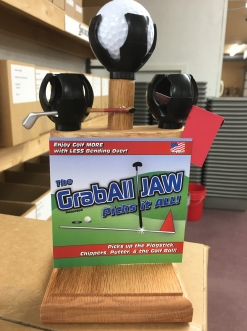 Enjoy Golf MORE
with LESS Bending Over!
The
GrabAll JAW
Picks it ALL!
Picks up the Flagstick,
Chippers, Putter, & the Golf Ball!